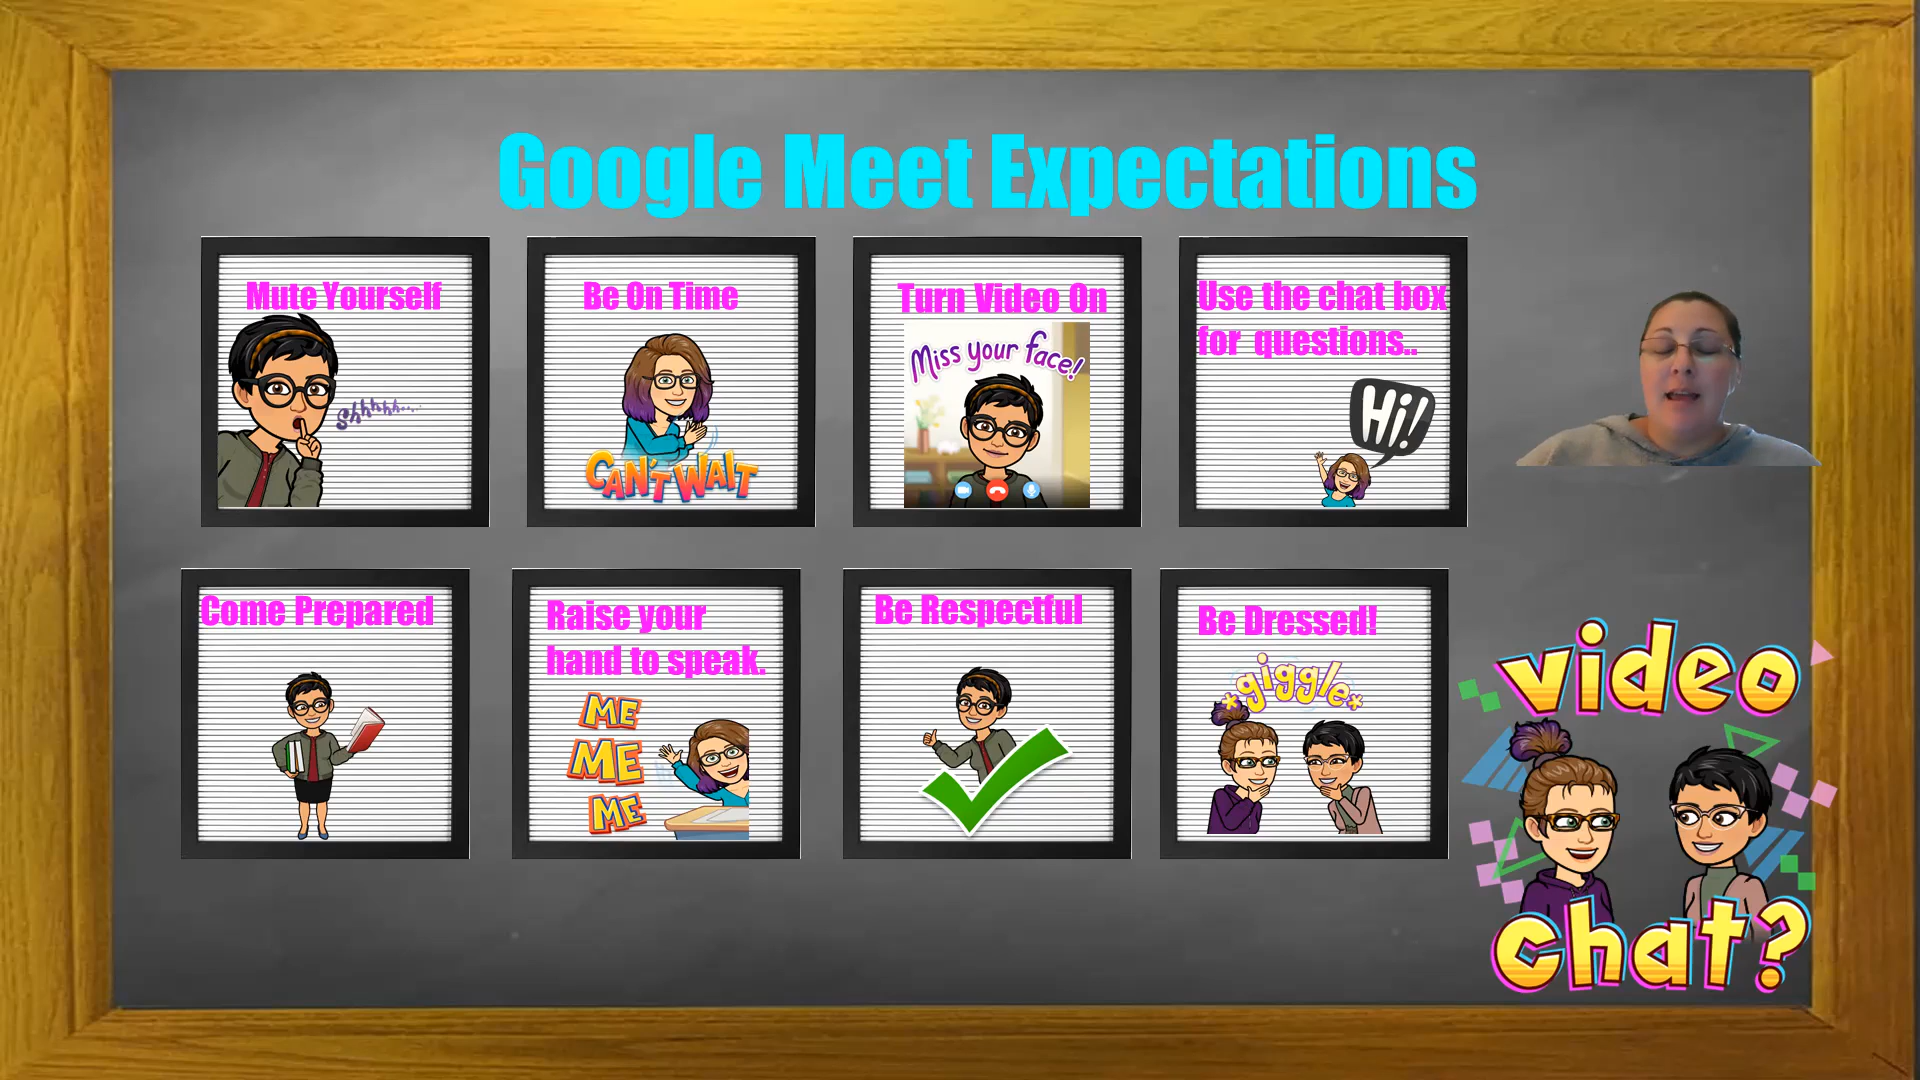 Google Meet Expectations
Mute Yourself
Shhhhh....
Be On Time
CAN'T WAIT
Turn Video On
Miss your face!
Use the chat box
for questions..
Hi!
Come Prepared
Raise your
hand to speak.
ME
ME
ME
Be Respectful
Be Dressed!
*giggle*
video
chat?